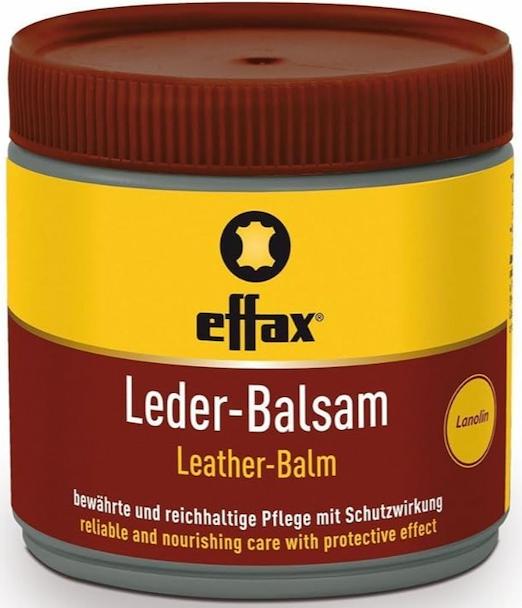 effax®
Leder-Balsam
Leather-Balm
Lanolin
bewährte und reichhaltige Pflege mit Schutzwirkung
reliable and nourishing care with protective effect